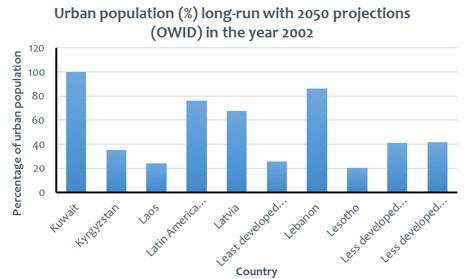 Urban population (%) long-run with 2050 projections
(OWID) in the year 2002
Percentage of urban population
120
100
80
60
40
20
0
Kuwait
Kyrgyzstan
Laos
Latin America...
Latvia
Least developed...
Lebanon
Lesotho
Less developed...
Less developed...
Country